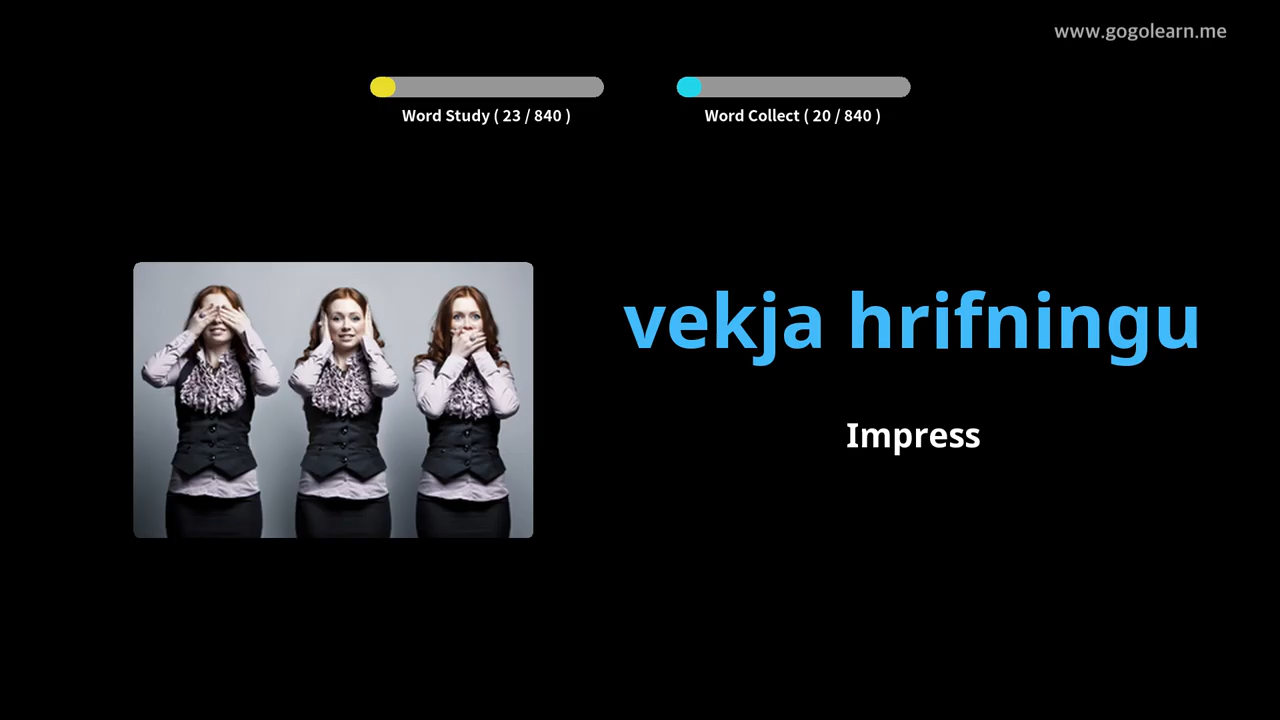 www.gogolearn.me
Word Study ( 23 / 840 )
Word Collect ( 20 / 840 )
vekja hrifningu
Impress